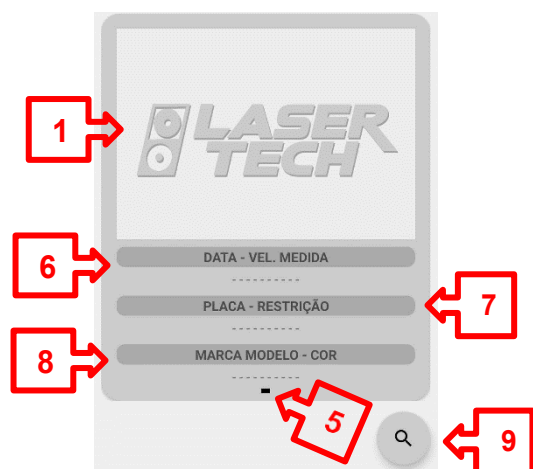 1
LASER
TECH
6
DATA - VEL. MEDIDA
----------
7
PLACA - RESTRIÇÃO
----------
8
MARCA MODELO - COR
----------
-
5
9